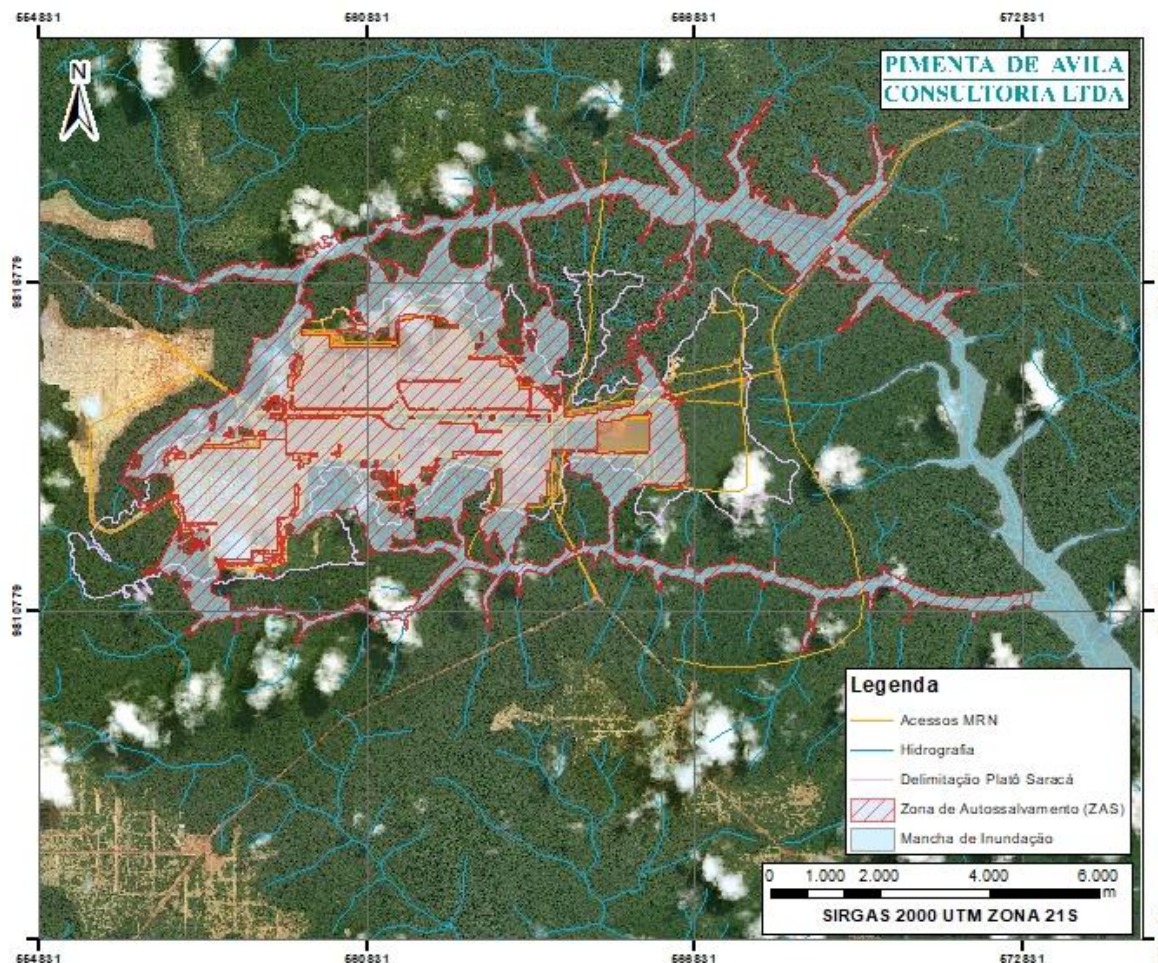 554831 560831 566831 572831
N
PIMENTA DE AVILA
CONSULTORIA LTDA
9816779
9810779
Legenda
Acessos MRN
Hidrografia
Delimitação Platô Saracá
Zona de Autossalvamento (ZAS)
Mancha de Inundação
0 1.000 2.000 4.000 6.000
m
SIRGAS 2000 UTM ZONA 21S
554831 560831 566831 572831